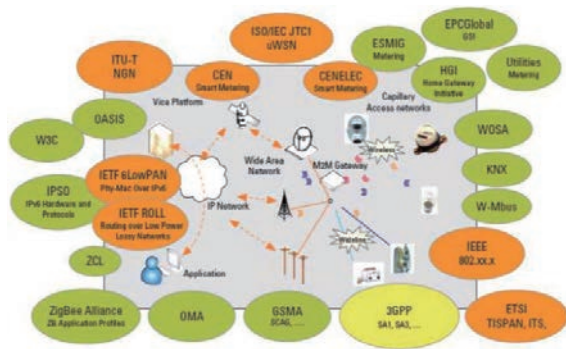 ISO/IEC JTCI
uWSN
EPCGlobal
GS1
ESMIG
Metering
Utilities
Metering
ITU-T
NGN
CEN
Smart Metering
CENELEC
Smart Metering
HGI
Home Gateway
Initiative
Vica Platform
Capillary
Access networks
OASIS
W3C
WOSA
Wireless
Wide Area
Network
M2M Gateway
IETF 6LowPAN
Phy-Mac Over IPv6
KNX
IPSO
IPv6 Hardware and
Protocols
IP Network
W-Mbus
IETF ROLL
Routing over Low Power
Lossy Networks
Wireline
IEEE
802.xx.x
ZCL
Application
ZigBee Alliance
ZB Application Profiles
OMA
GSMA
SCAG, ....
3GPP
SA1, SA3, ...
ETSI
TISPAN, ITS,